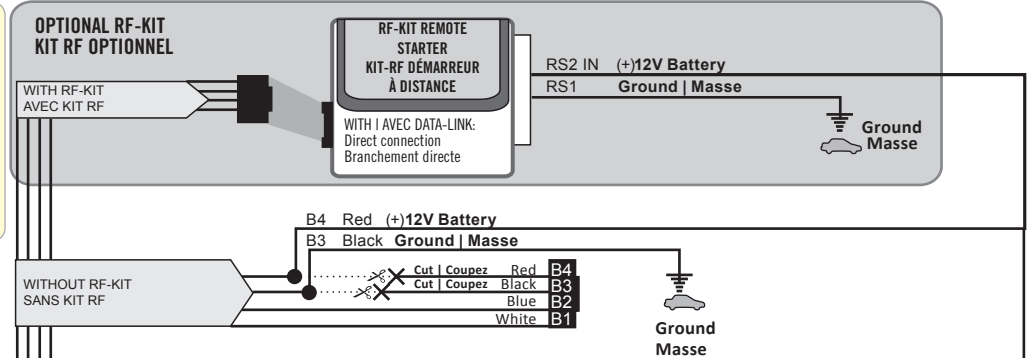 OPTIONAL RF-KIT
KIT RF OPTIONNEL
RF-KIT REMOTE
STARTER
KIT-RF DÉMARREUR
À DISTANCE
WITH | AVEC DATA-LINK:
Direct connection
Branchement directe
RS2 IN (+)12V Battery
RS1 Ground | Masse
Ground
Masse
WITH RF-KIT
AVEC KIT RF
B4 Red (+)12V Battery
B3 Black Ground | Masse
WITHOUT RF-KIT
SANS KIT RF
Cut | Coupez Red B4
Cut | Coupez Black B3
Blue B2
White B1
Ground
Masse